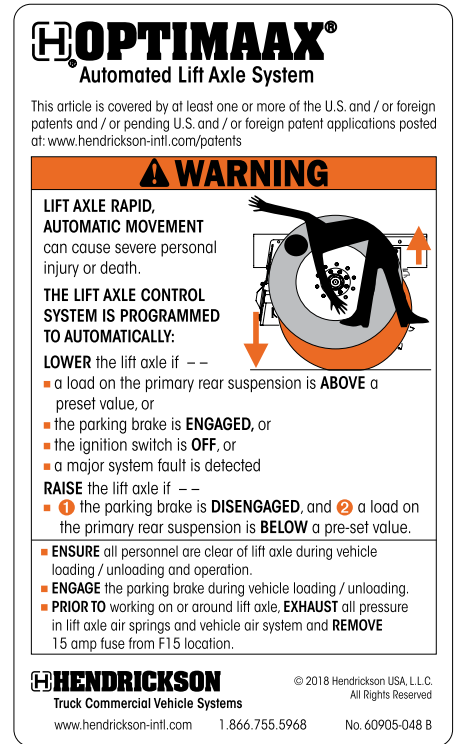 H OPTIMAAX®
®
Automated Lift Axle System
This article is covered by at least one or more of the U.S. and / or foreign
patents and / or pending U.S. and / or foreign patent applications posted
at: www.hendrickson-intl.com/patents
WARNING
LIFT AXLE RAPID,
AUTOMATIC MOVEMENT
can cause severe personal
injury or death.
THE LIFT AXLE CONTROL
SYSTEM IS PROGRAMMED
TO AUTOMATICALLY:
LOWER the lift axle if – –
■ a load on the primary rear suspension is ABOVE a
preset value, or
■ the parking brake is ENGAGED, or
■ the ignition switch is OFF, or
■ a major system fault is detected
RAISE the lift axle if – –
■ 1 the parking brake is DISENGAGED, and 2 a load on
the primary rear suspension is BELOW a pre-set value.
■ ENSURE all personnel are clear of lift axle during vehicle
loading / unloading and operation.
■ ENGAGE the parking brake during vehicle loading / unloading.
■ PRIOR TO working on or around lift axle, EXHAUST all pressure
in lift axle air springs and vehicle air system and REMOVE
15 amp fuse from F15 location.
H HENDRICKSON
Truck Commercial Vehicle Systems
© 2018 Hendrickson USA, L.L.C.
All Rights Reserved
www.hendrickson-intl.com 1.866.755.5968 No. 60905-048 B